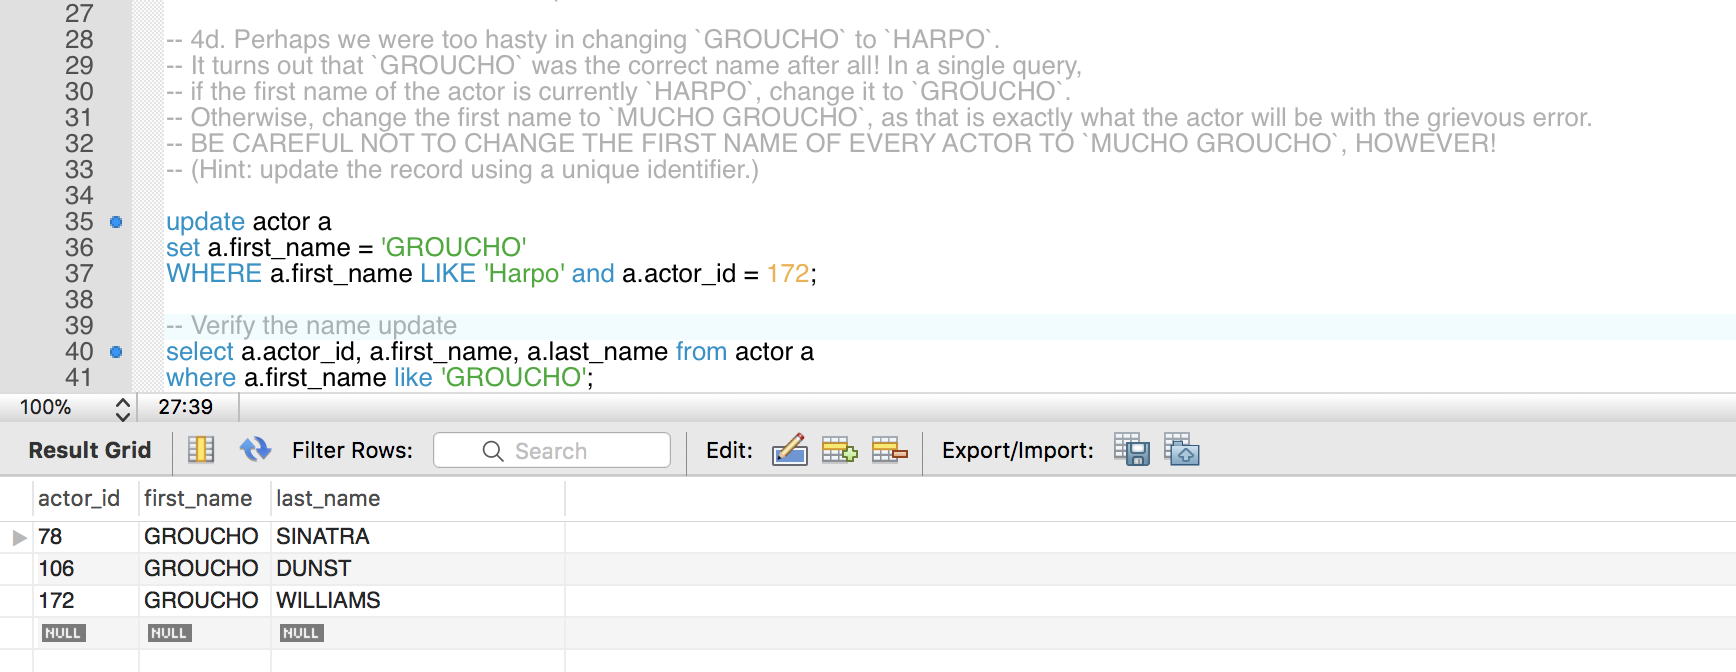 27
28 -- 4d. Perhaps we were too hasty in changing `GROUCHO` to `HARPO`.
29 -- It turns out that `GROUCHO` was the correct name after all! In a single query,
30 -- if the first name of the actor is currently `HARPO`, change it to `GROUCHO`.
31 -- Otherwise, change the first name to `MUCHO GROUCHO`, as that is exactly what the actor will be with the grievous error.
32 -- BE CAREFUL NOT TO CHANGE THE FIRST NAME OF EVERY ACTOR TO `MUCHO GROUCHO`, HOWEVER!
33 -- (Hint: update the record using a unique identifier.)
34
35 update actor a
36 set a.first_name = 'GROUCHO'
37 WHERE a.first_name LIKE 'Harpo' and a.actor_id = 172;
38
39 -- Verify the name update
40 select a.actor_id, a.first_name, a.last_name from actor a
41 where a.first_name like 'GROUCHO';
100% 27:39
Result Grid Filter Rows: Search Edit: Export/Import:
actor_id first_name last_name
78 GROUCHO SINATRA
106 GROUCHO DUNST
172 GROUCHO WILLIAMS
NULL NULL NULL